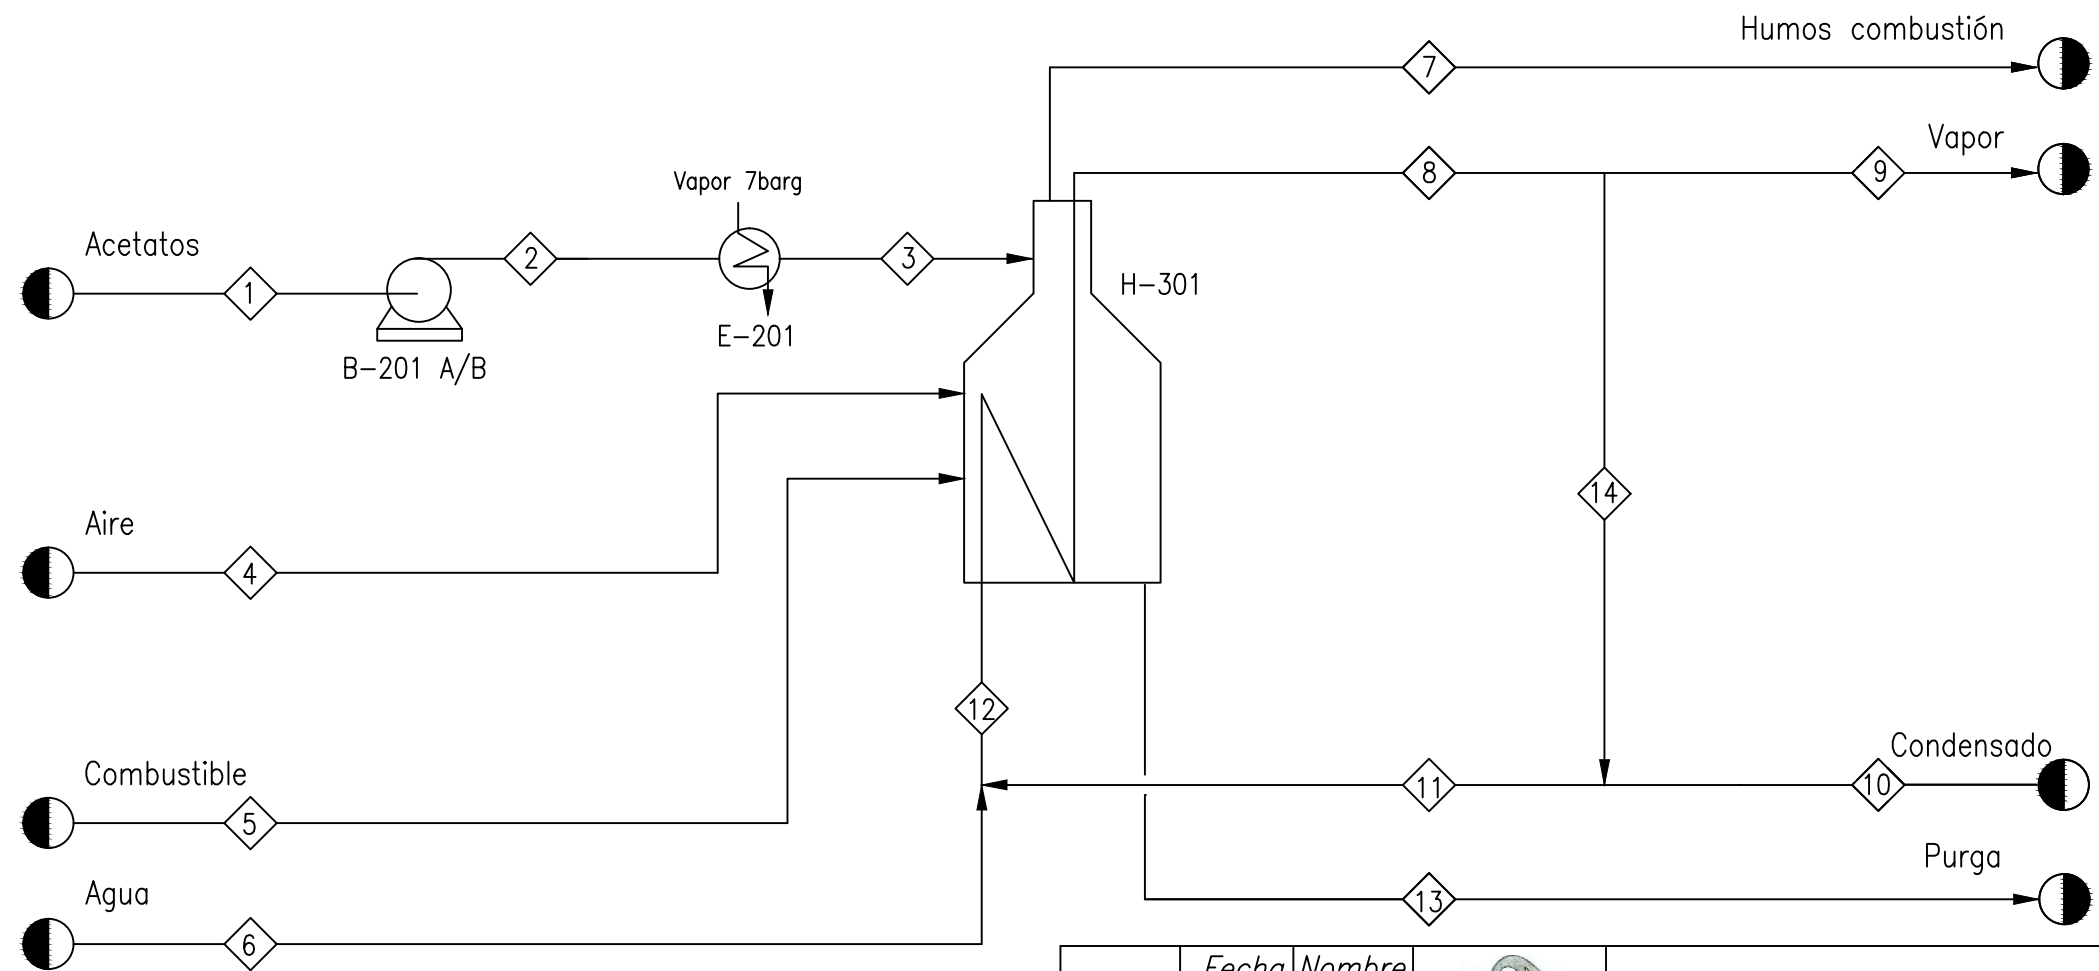 Humos combustión
7
Vapor
8
9
Vapor 7barg
Acetatos
2
3
1
H-301
E-201
B-201 A/B
14
Aire
4
12
Condensado
Combustible
11
10
5
Purga
Agua
13
6
Fecha Nombre